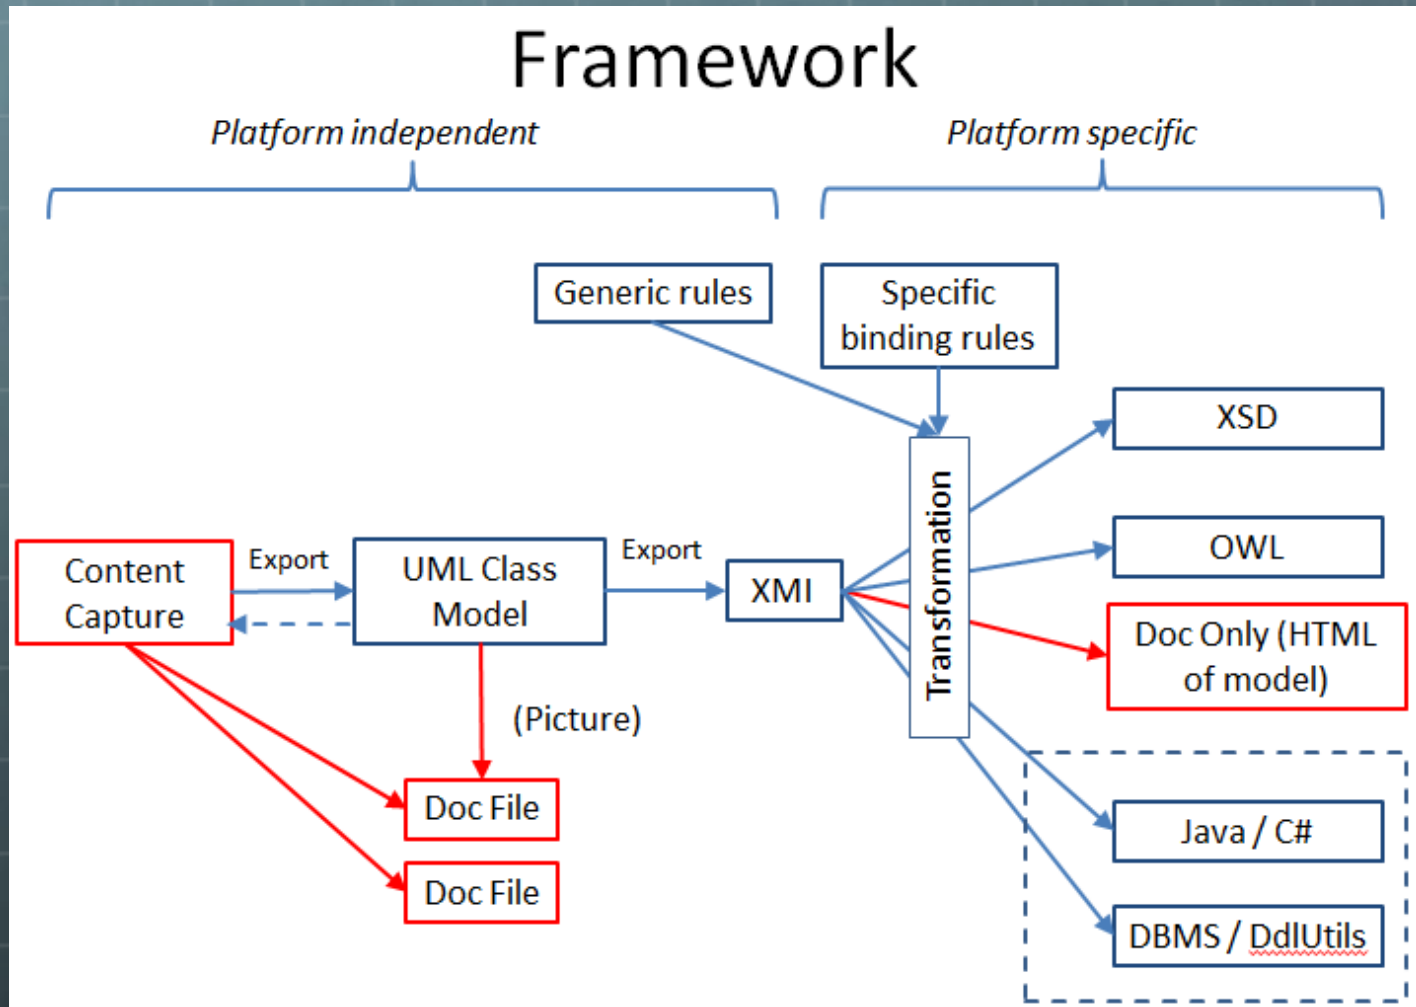 Framework
Platform independent
Platform specific
Generic rules
Specific
binding rules
XSD
OWL
Doc Only (HTML
of model)
Java / C#
DBMS / DdlUtils
Transformation
Content
Capture
Export
UML Class
Model
Export
XMI
(Picture)
Doc File
Doc File